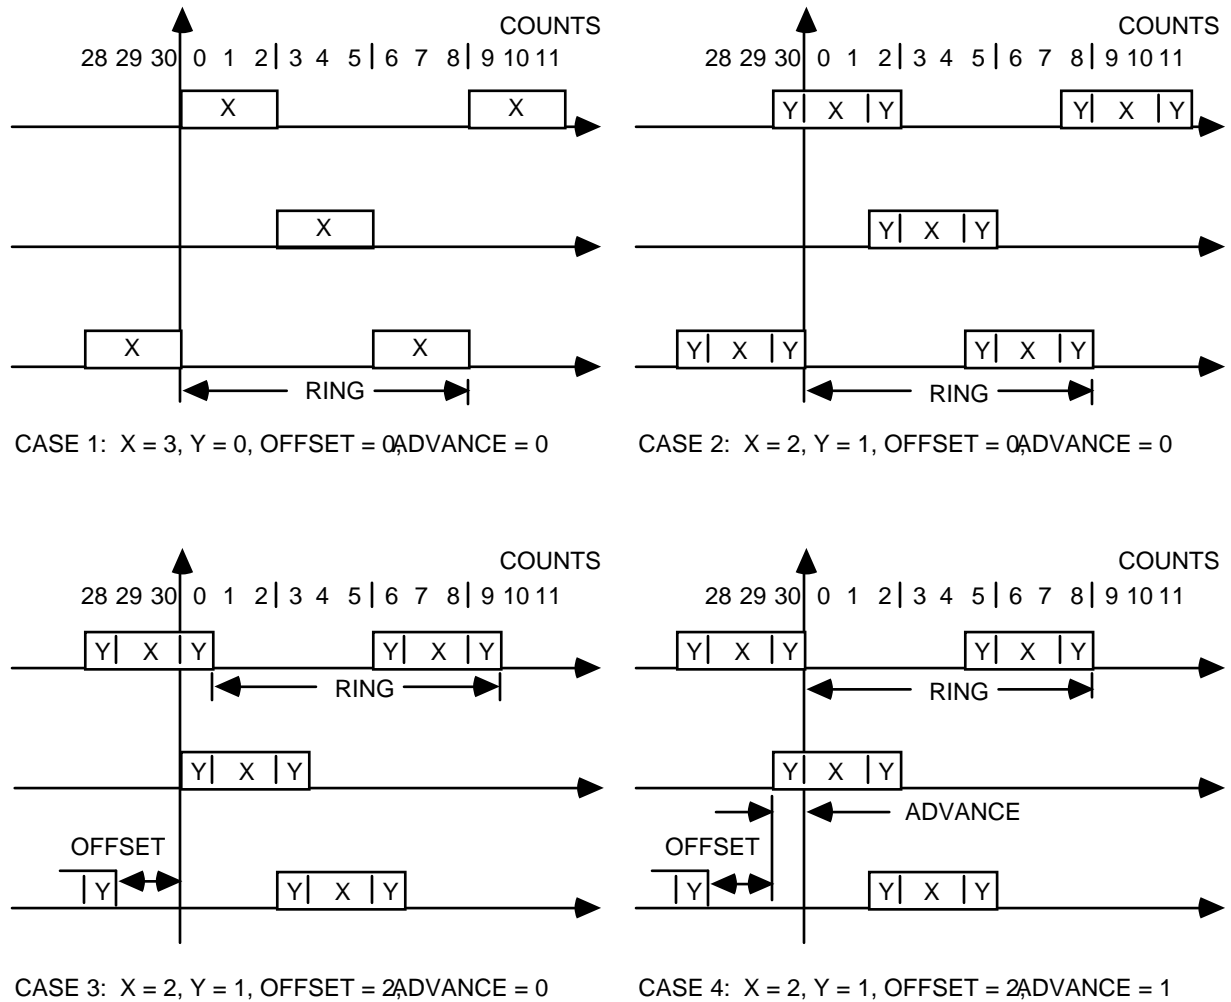 COUNTS COUNTS
28 29 30 0 1 2 3 4 5 6 7 8 9 10 11 28 29 30 0 1 2 3 4 5 6 7 8 9 10 11
X X Y X Y Y X Y
X Y X Y
X X Y X Y Y X Y
RING RING
CASE 1: X = 3, Y = 0, OFFSET = 0, ADVANCE = 0 CASE 2: X = 2, Y = 1, OFFSET = 0, ADVANCE = 0
COUNTS COUNTS
28 29 30 0 1 2 3 4 5 6 7 8 9 10 11 28 29 30 0 1 2 3 4 5 6 7 8 9 10 11
Y X Y Y X Y Y X Y Y X Y
RING RING
Y X Y Y X Y
ADVANCE
OFFSET OFFSET
Y Y X Y Y Y X Y
CASE 3: X = 2, Y = 1, OFFSET = 2, ADVANCE = 0 CASE 4: X = 2, Y = 1, OFFSET = 2, ADVANCE = 1